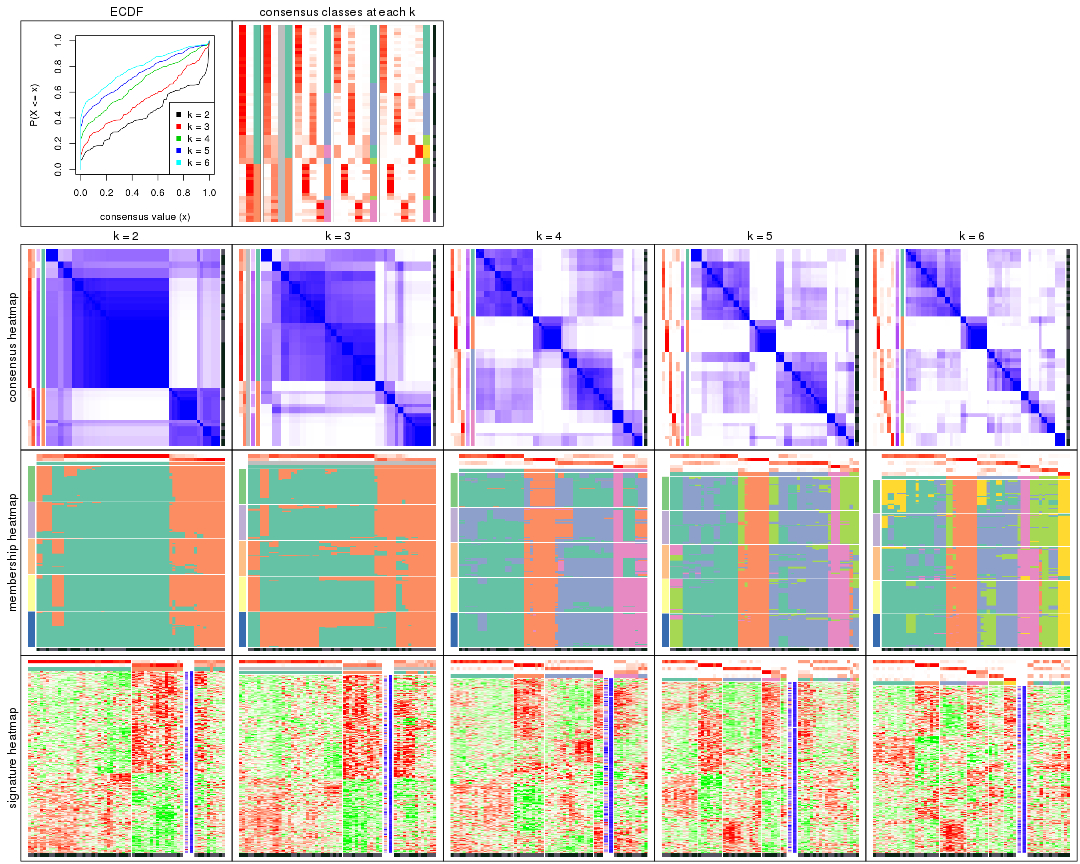 ECDF
consensus classes at each k
P(X <= x)
0.0 0.2 0.4 0.6 0.8 1.0
k = 2
k = 3
k = 4
k = 5
k = 6
0.0 0.2 0.4 0.6 0.8 1.0
consensus value (x)
k = 2 k = 3 k = 4 k = 5 k = 6
consensus heatmap
membership heatmap
signature heatmap